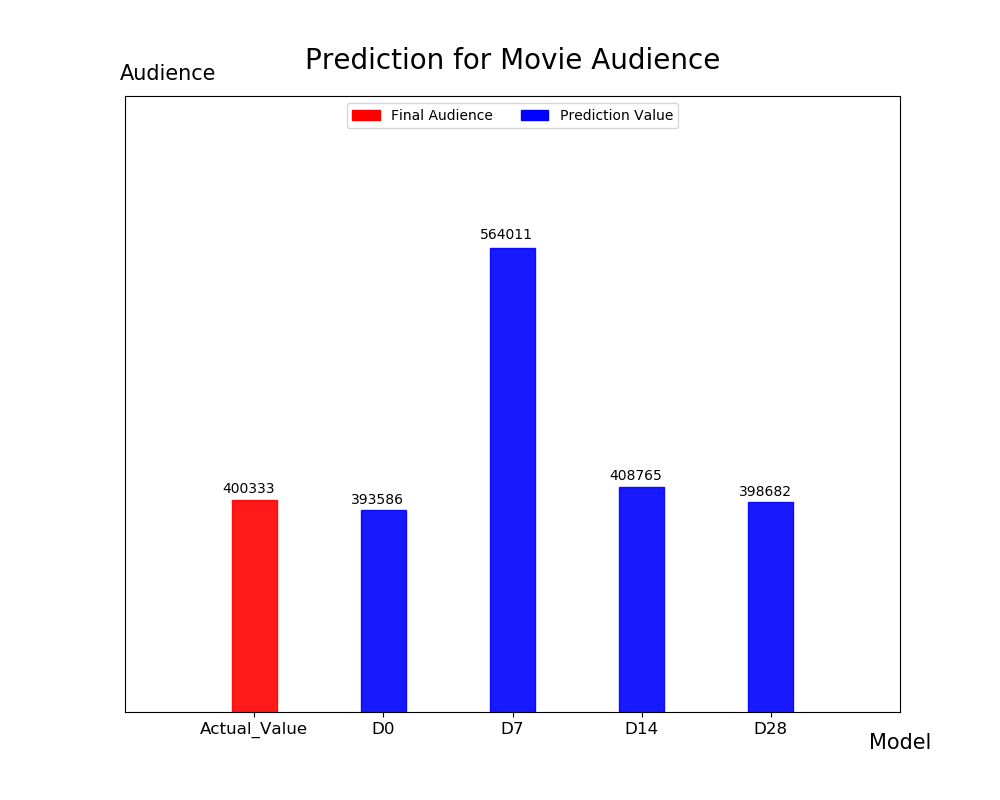 Prediction for Movie Audience
Audience
Final Audience
Prediction Value
564011
408765
400333
398682
393586
Actual_Value
D0
D7
D14
D28
Model